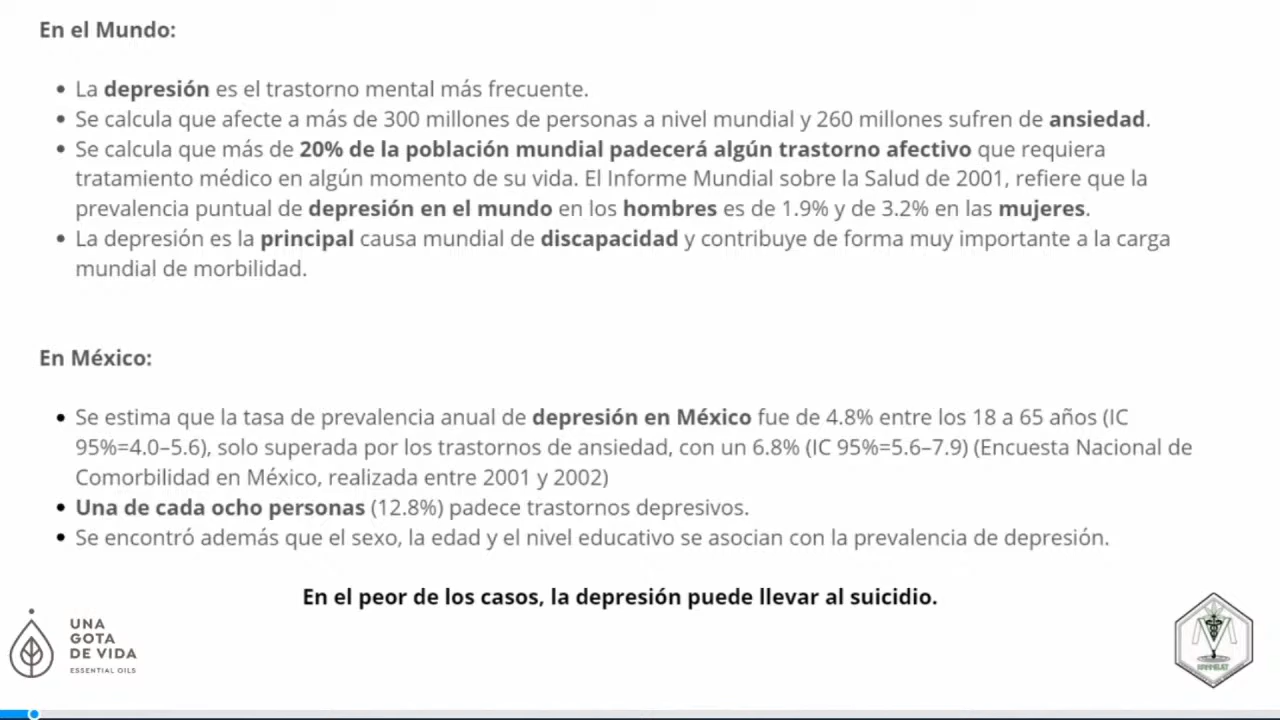 En el Mundo:
• La depresión es el trastorno mental más frecuente.
• Se calcula que afecte a más de 300 millones de personas a nivel mundial y 260 millones sufren de ansiedad.
• Se calcula que más de 20% de la población mundial padecerá algún trastorno afectivo que requiera
tratamiento médico en algún momento de su vida. El Informe Mundial sobre la Salud de 2001, refiere que la
prevalencia puntual de depresión en el mundo en los hombres es de 1.9% y de 3.2% en las mujeres.
• La depresión es la principal causa mundial de discapacidad y contribuye de forma muy importante a la carga
mundial de morbilidad.
En México:
• Se estima que la tasa de prevalencia anual de depresión en México fue de 4.8% entre los 18 a 65 años (IC
95%=4.0–5.6), solo superada por los trastornos de ansiedad, con un 6.8% (IC 95%=5.6–7.9) (Encuesta Nacional de
Comorbilidad en México, realizada entre 2001 y 2002)
• Una de cada ocho personas (12.8%) padece trastornos depresivos.
• Se encontró además que el sexo, la edad y el nivel educativo se asocian con la prevalencia de depresión.
En el peor de los casos, la depresión puede llevar al suicidio.
UNA
GOTA
DE VIDA
ESSENTIAL OILS